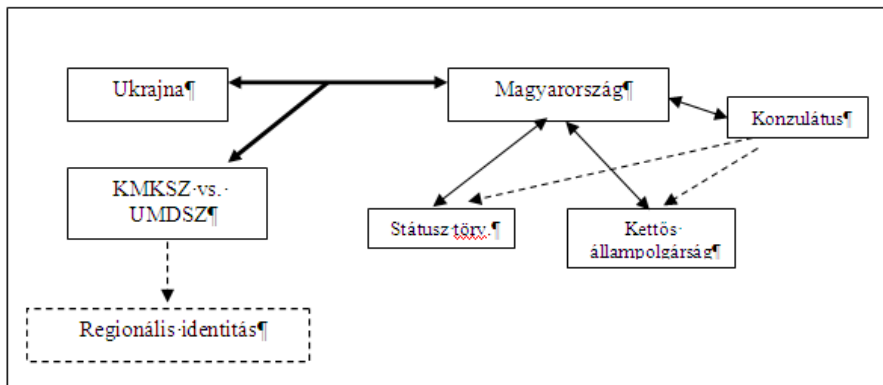 Ukrajna¶
Magyarország¶
Konzulátus¶
KMKSZ·vs.·
UMDSZ¶
Státusz·törv.¶
Kettős·
állampolgárság¶
Regionális·identitás¶